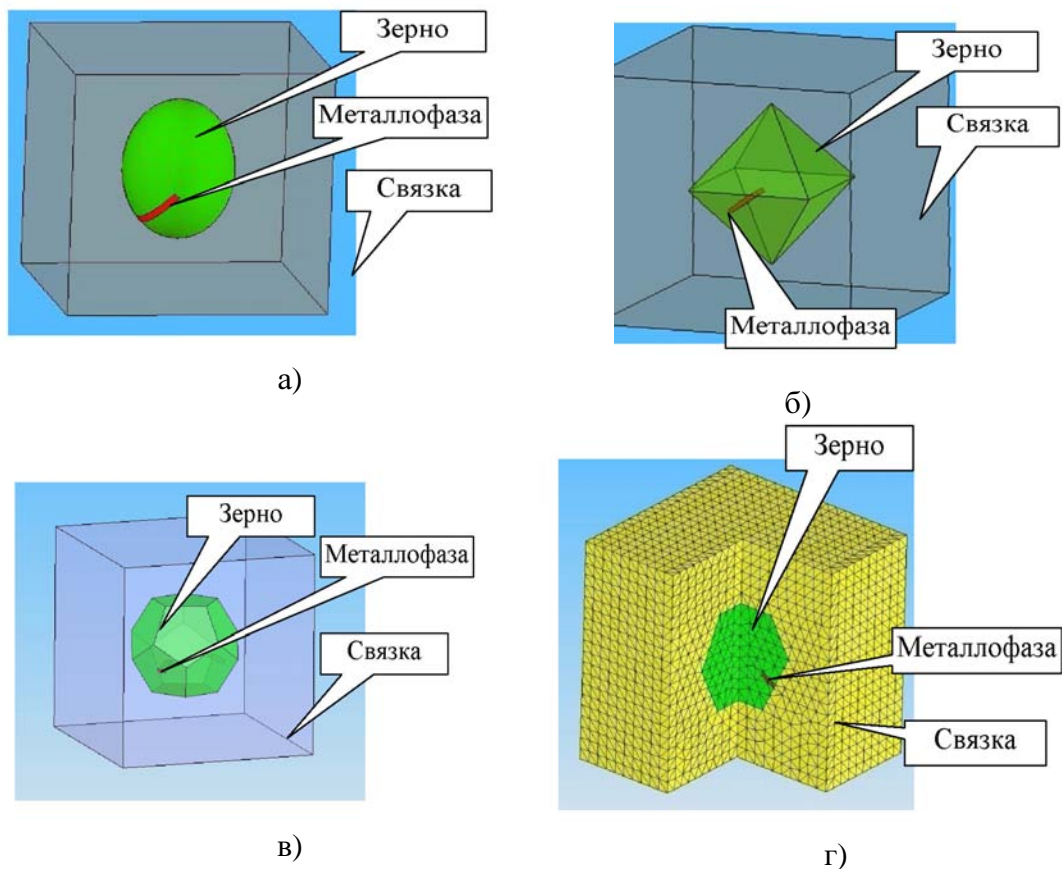 Зерно
Металлофаза
Связка
а)
Зерно
Связка
Металлофаза
б)
Зерно
Металлофаза
Связка
в)
Зерно
Металлофаза
Связка
г)